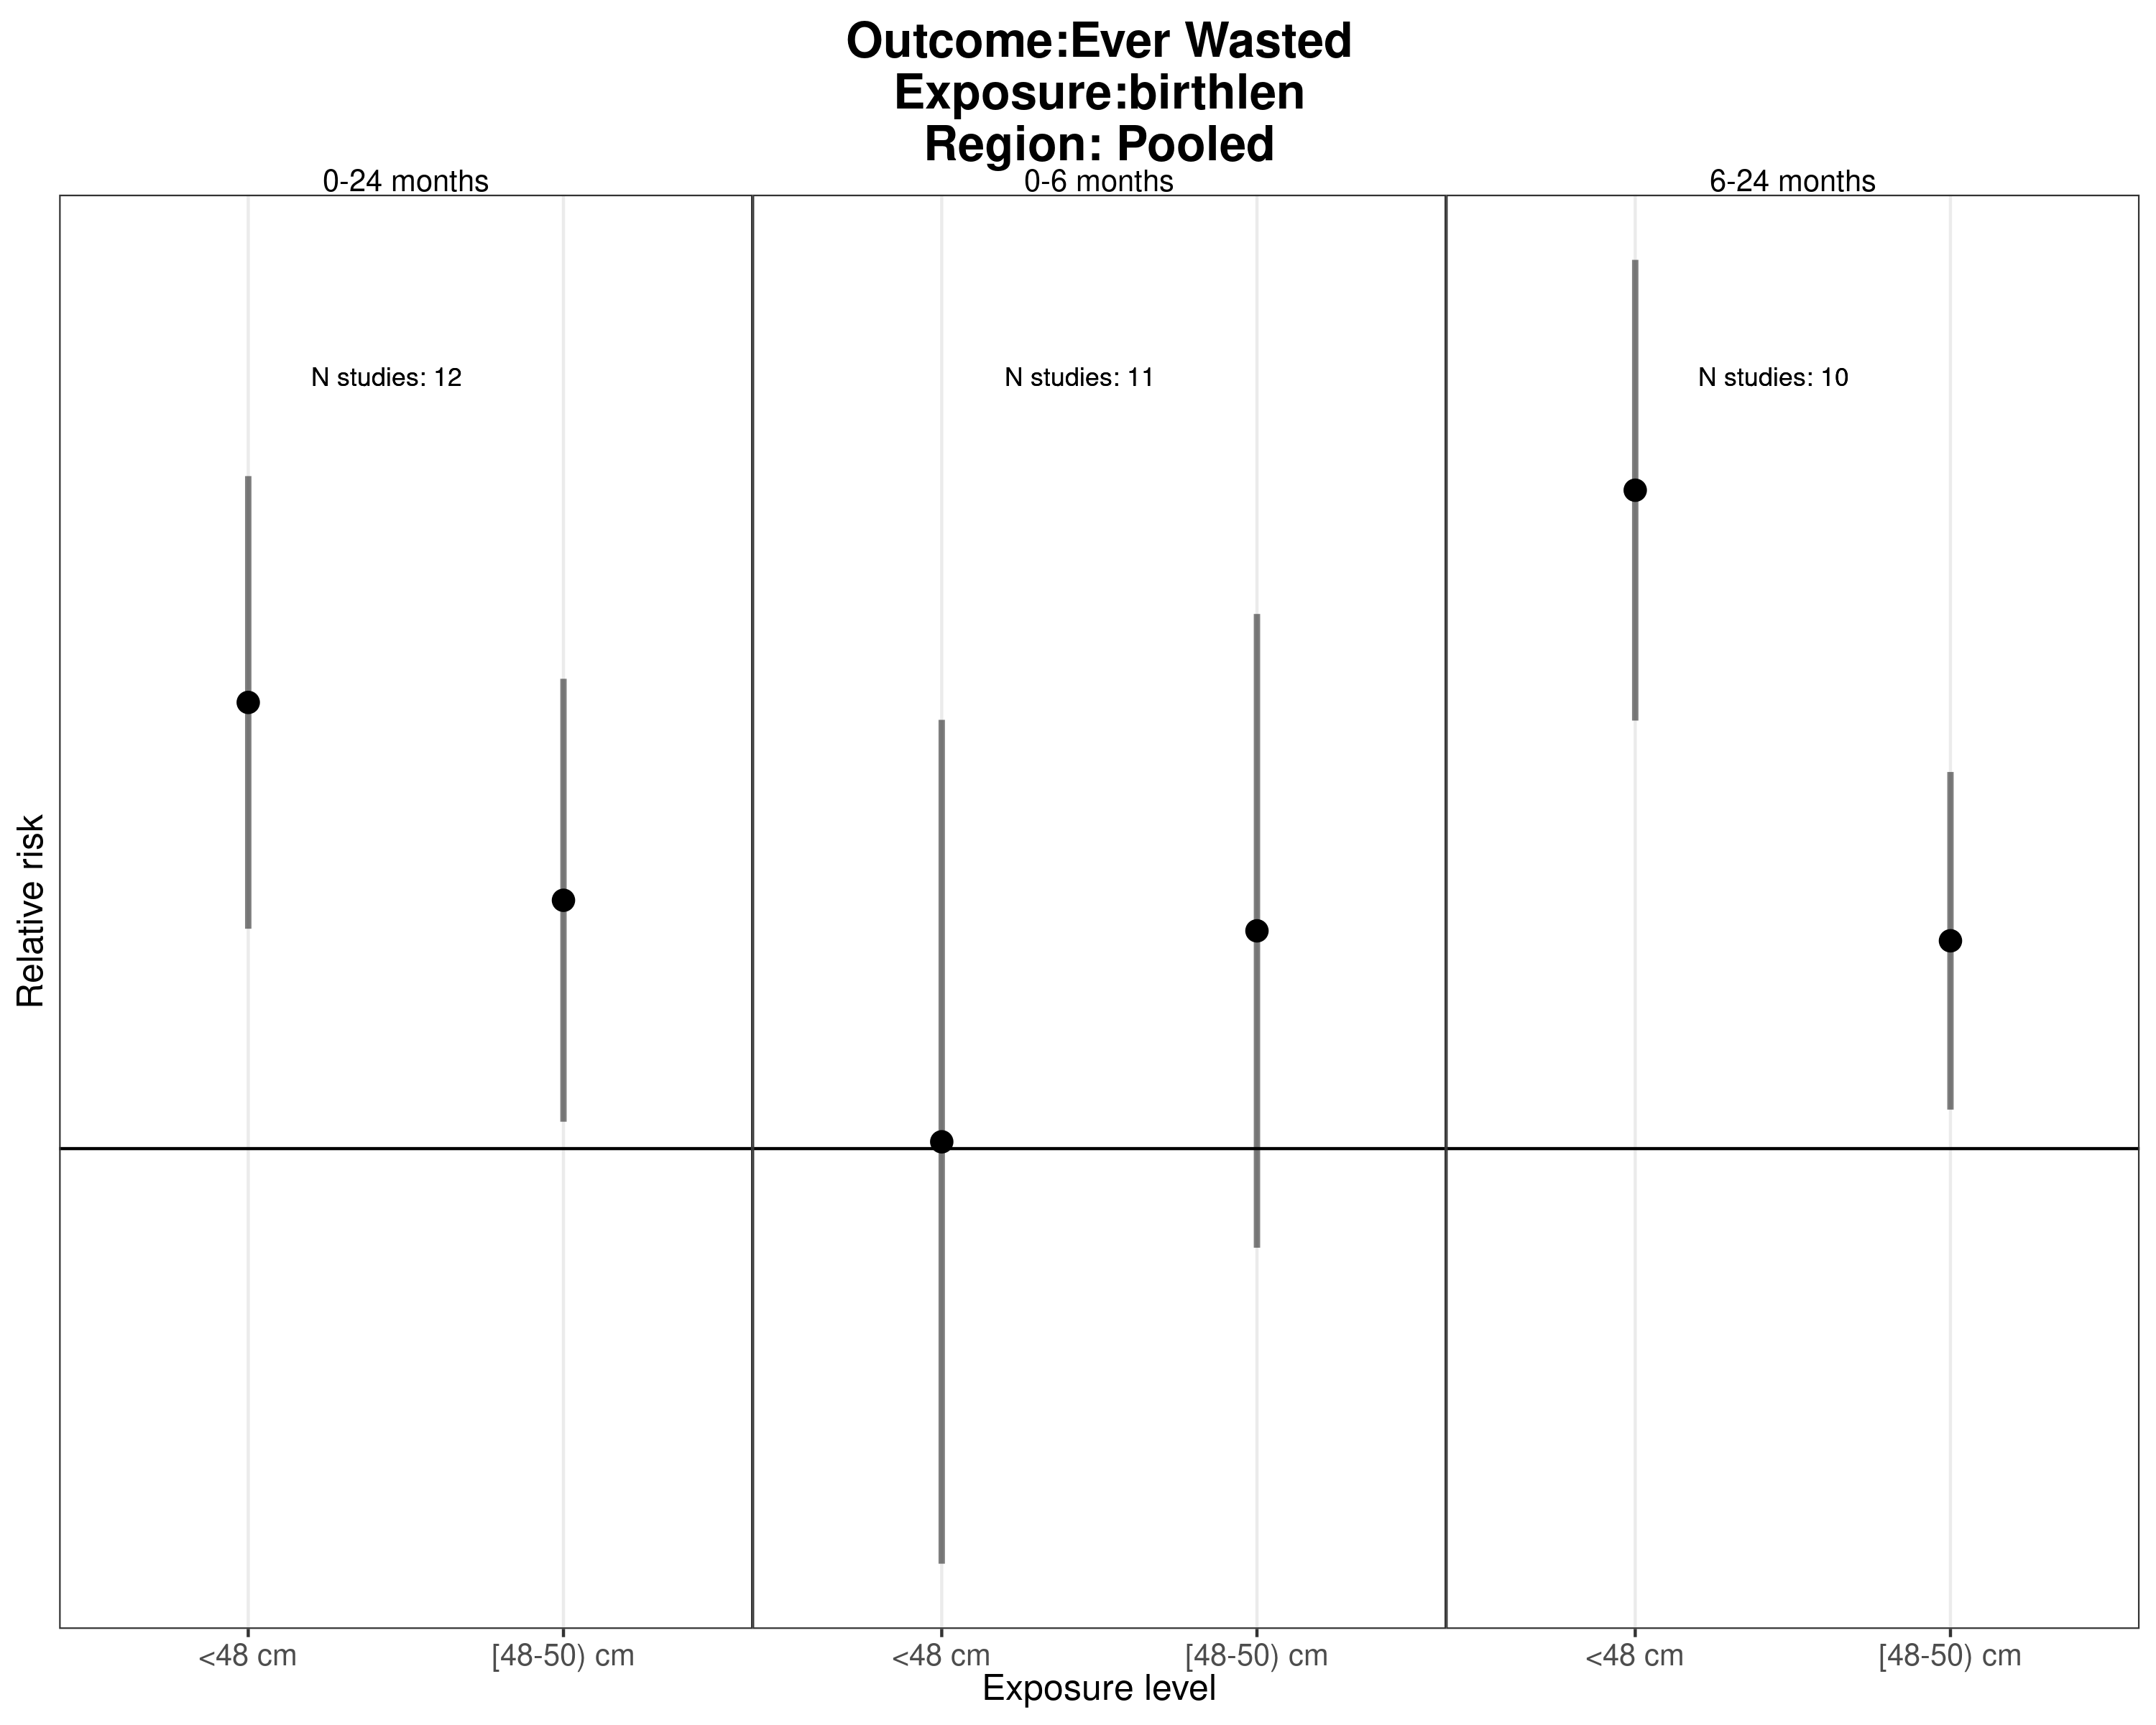 Outcome:Ever Wasted
Exposure:birthlen
Region: Pooled
0-24 months
0-6 months
6-24 months
N studies: 12
N studies: 11
N studies: 10
Relative risk
<48 cm
[48-50) cm
<48 cm
[48-50) cm
<48 cm
[48-50) cm
Exposure level